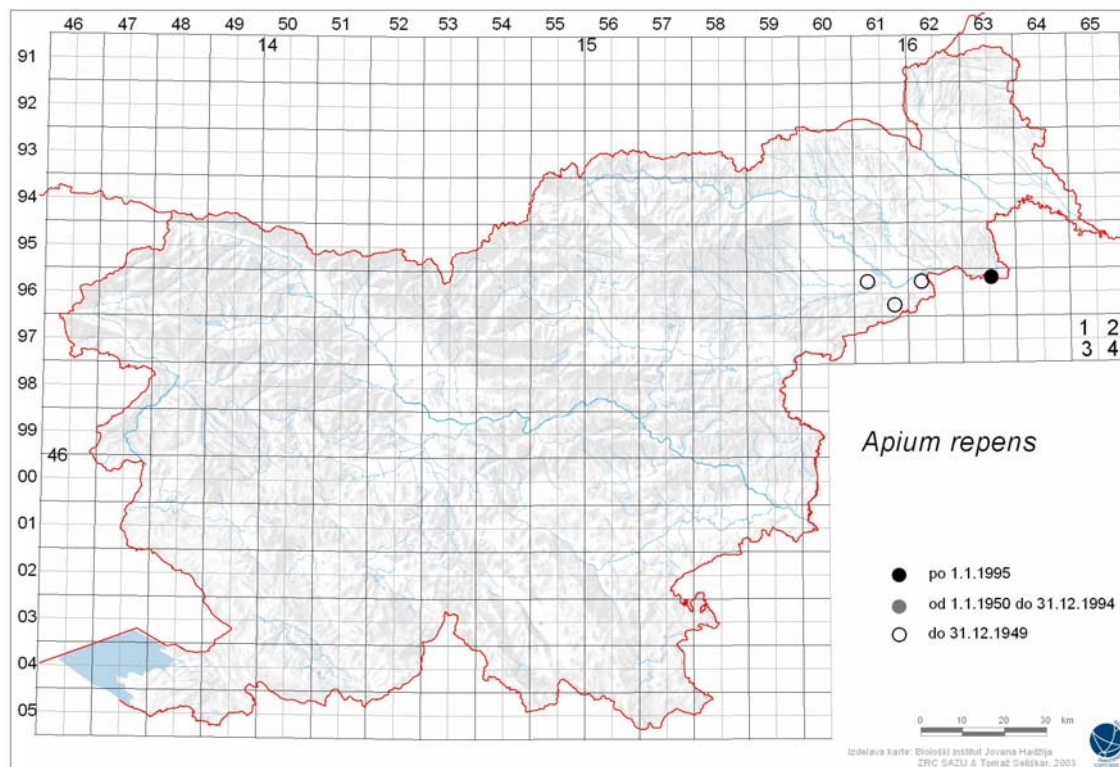 46 47 48 49 50 51 52 53 54 55 56 57 58 59 60 61 62 63 64 65
14 15 16
91
92
93
94
95
96
97
1 2
3 4
98
99
46
00
01
02
03
04
05
Apium repens
po 1.1.1995
od 1.1.1950 do 31.12.1994
do 31.12.1949
0 10 20 30 km
Izdelava karte: Biološki inštitut Jovana Hadžija
ZRC SAZU & Tomaž Seliškar, 2003